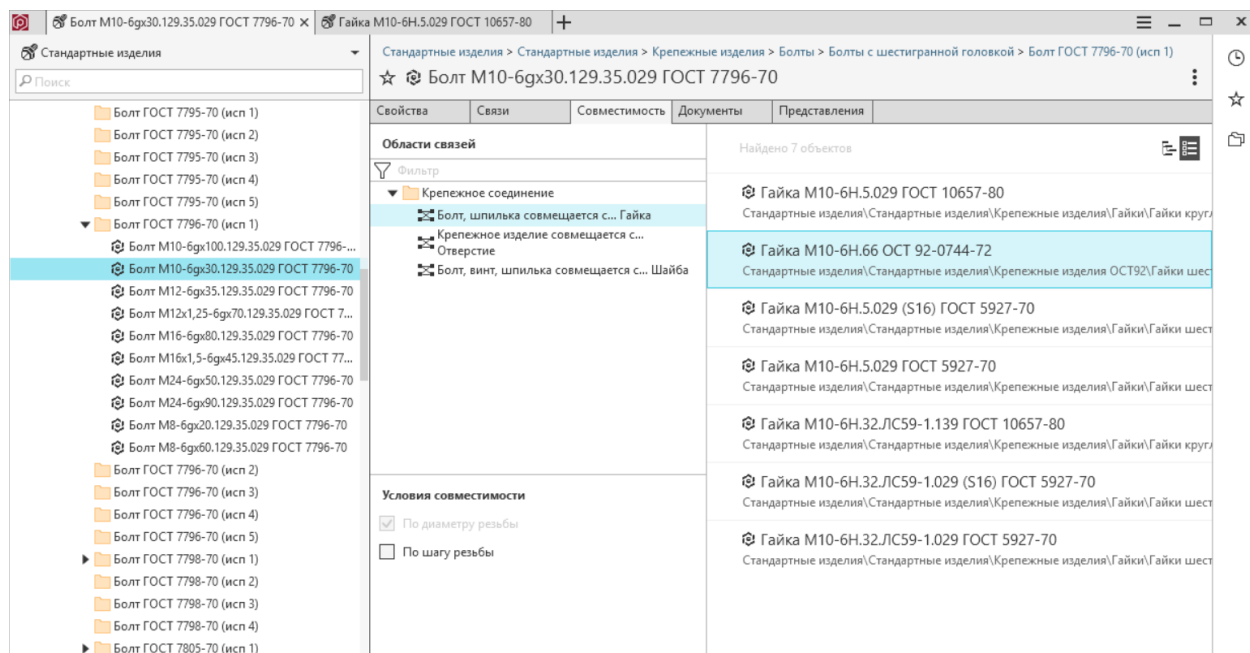 Болт М10-6gx30.129.35.029 ГОСТ 7796-70
Гайка М10-6Н.5.029 ГОСТ 10657-80
Стандартные изделия
Поиск
Болт ГОСТ 7795-70 (исп 1)
Болт ГОСТ 7795-70 (исп 2)
Болт ГОСТ 7795-70 (исп 3)
Болт ГОСТ 7795-70 (исп 4)
Болт ГОСТ 7795-70 (исп 5)
Болт ГОСТ 7796-70 (исп 1)
Болт М10-6gx100.129.35.029 ГОСТ 7796-...
Болт М10-6gx30.129.35.029 ГОСТ 7796-70
Болт М12-6gx35.129.35.029 ГОСТ 7796-70
Болт М12х1,25-6gx70.129.35.029 ГОСТ 7...
Болт М16-6gx80.129.35.029 ГОСТ 7796-70
Болт М16х1,5-6gx45.129.35.029 ГОСТ 77...
Болт М24-6gx50.129.35.029 ГОСТ 7796-70
Болт М24-6gx90.129.35.029 ГОСТ 7796-70
Болт М8-6gx20.129.35.029 ГОСТ 7796-70
Болт М8-6gx60.129.35.029 ГОСТ 7796-70
Болт ГОСТ 7796-70 (исп 2)
Болт ГОСТ 7796-70 (исп 3)
Болт ГОСТ 7796-70 (исп 4)
Болт ГОСТ 7796-70 (исп 5)
Болт ГОСТ 7798-70 (исп 1)
Болт ГОСТ 7798-70 (исп 2)
Болт ГОСТ 7798-70 (исп 3)
Болт ГОСТ 7798-70 (исп 4)
Болт ГОСТ 7805-70 (исп 1)
Стандартные изделия > Стандартные изделия > Крепежные изделия > Болты > Болты с шестигранной головкой > Болт ГОСТ 7796-70 (исп 1)
Болт М10-6gx30.129.35.029 ГОСТ 7796-70
Свойства
Связи
Совместимость
Документы
Представления
Области связей
Фильтр
Крепежное соединение
Болт, шпилька совмещается с... Гайка
Крепежное изделие совмещается с...
Отверстие
Болт, винт, шпилька совмещается с... Шайба
Условия совместимости
По диаметру резьбы
По шагу резьбы
Найдено 7 объектов
Гайка М10-6Н.5.029 ГОСТ 10657-80
Стандартные изделия\Стандартные изделия\Крепежные изделия\Гайки\Гайки кругл
Гайка М10-6Н.66 ОСТ 92-0744-72
Стандартные изделия\Стандартные изделия\Крепежные изделия ОСТ92\Гайки шес
Гайка М10-6Н.5.029 (S16) ГОСТ 5927-70
Стандартные изделия\Стандартные изделия\Крепежные изделия\Гайки\Гайки шест
Гайка М10-6Н.5.029 ГОСТ 5927-70
Стандартные изделия\Стандартные изделия\Крепежные изделия\Гайки\Гайки шест
Гайка М10-6Н.32.ЛС59-1.139 ГОСТ 10657-80
Стандартные изделия\Стандартные изделия\Крепежные изделия\Гайки\Гайки кругл
Гайка М10-6Н.32.ЛС59-1.029 (S16) ГОСТ 5927-70
Стандартные изделия\Стандартные изделия\Крепежные изделия\Гайки\Гайки шест
Гайка М10-6Н.32.ЛС59-1.029 ГОСТ 5927-70
Стандартные изделия\Стандартные изделия\Крепежные изделия\Гайки\Гайки шест